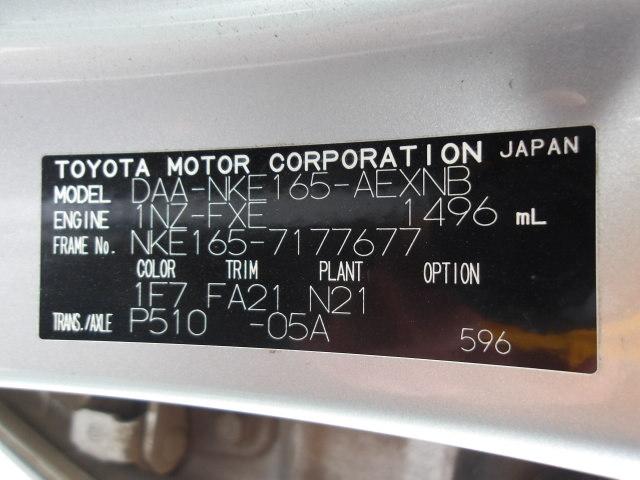 TOYOTA MOTOR CORPORATION JAPAN
MODEL DAA-NKE165-AEXNB
ENGINE 1NZ-FXE 1496 mL
FRAME No. NKE165-7177677
COLOR TRIM PLANT OPTION
1F7 FA21 N21
TRANS./AXLE P510 -05A
596